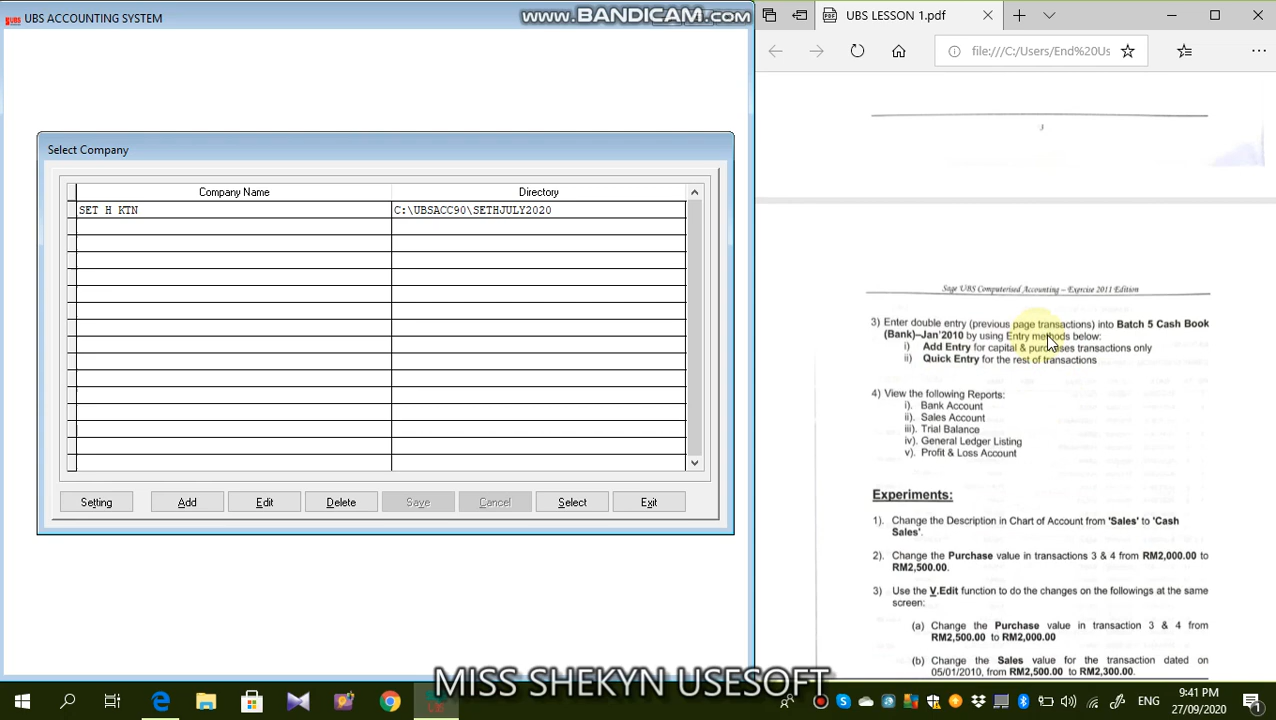 UBS ACCOUNTING SYSTEM
www.BANDICAM.com
UBS LESSON 1.pdf
file:///C:/Users/End%20Us
Select Company
Company Name
Directory
SET H KTN
C:\UBSACC90\SETHJULY2020
Setting
Add
Edit
Delete
Save
Cancel
Select
Exit
3
Sage UBS Computerised Accounting – Exercise 2011 Edition
3) Enter double entry (previous page transactions) into Batch 5 Cash Book
(Bank)–Jan'2010 by using Entry methods below:
i) Add Entry for capital & purchases transactions only
ii) Quick Entry for the rest of transactions
4) View the following Reports:
i). Bank Account
ii). Sales Account
iii). Trial Balance
iv). General Ledger Listing
v). Profit & Loss Account
Experiments:
1). Change the Description in Chart of Account from 'Sales' to 'Cash
Sales'.
2). Change the Purchase value in transactions 3 & 4 from RM2,000.00 to
RM2,500.00.
3) Use the V.Edit function to do the changes on the followings at the same
screen:
(a) Change the Purchase value in transaction 3 & 4 from
RM2,500.00 to RM2,000.00
(b) Change the Sales value for the transaction dated on
05/01/2010, from RM2,500.00 to RM2,300.00.
MISS SHEKYN USESOFT
ENG
9:41 PM
27/09/2020